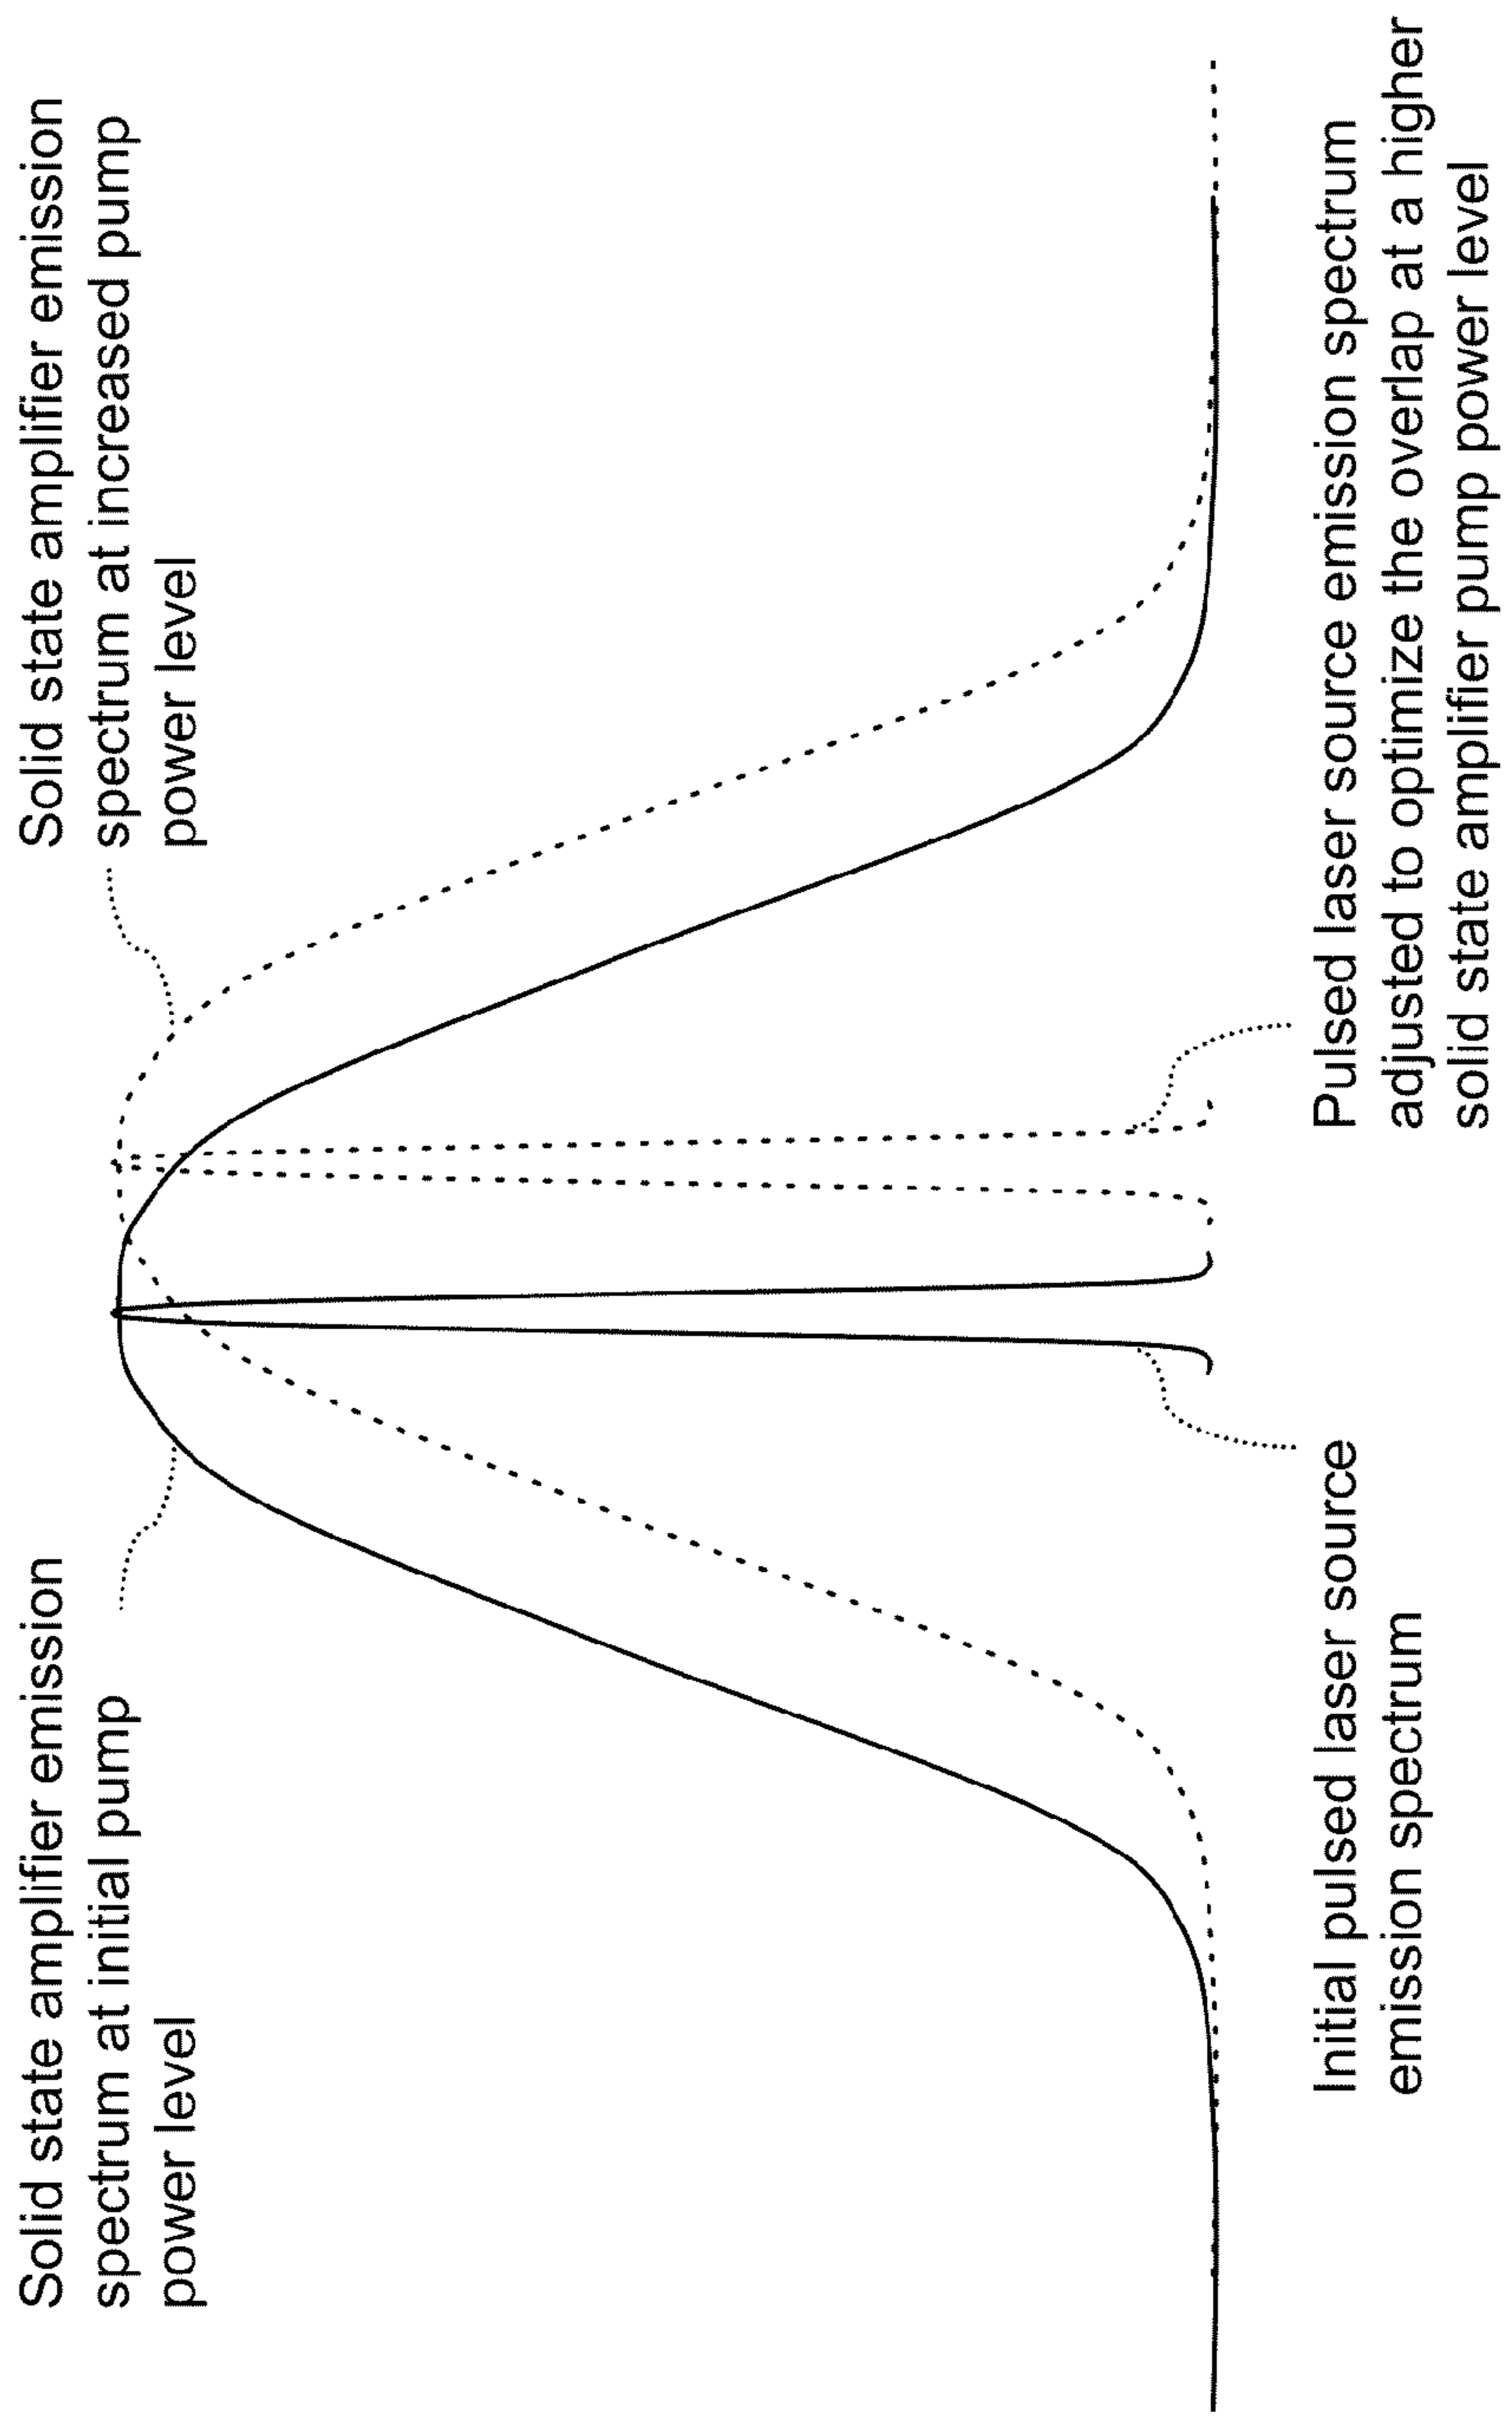 Solid state amplifier emission
spectrum at initial pump
power level
Solid state amplifier emission
spectrum at increased pump
power level
Initial pulsed laser source
emission spectrum
Pulsed laser source emission spectrum
adjusted to optimize the overlap at a higher
solid state amplifier pump power level